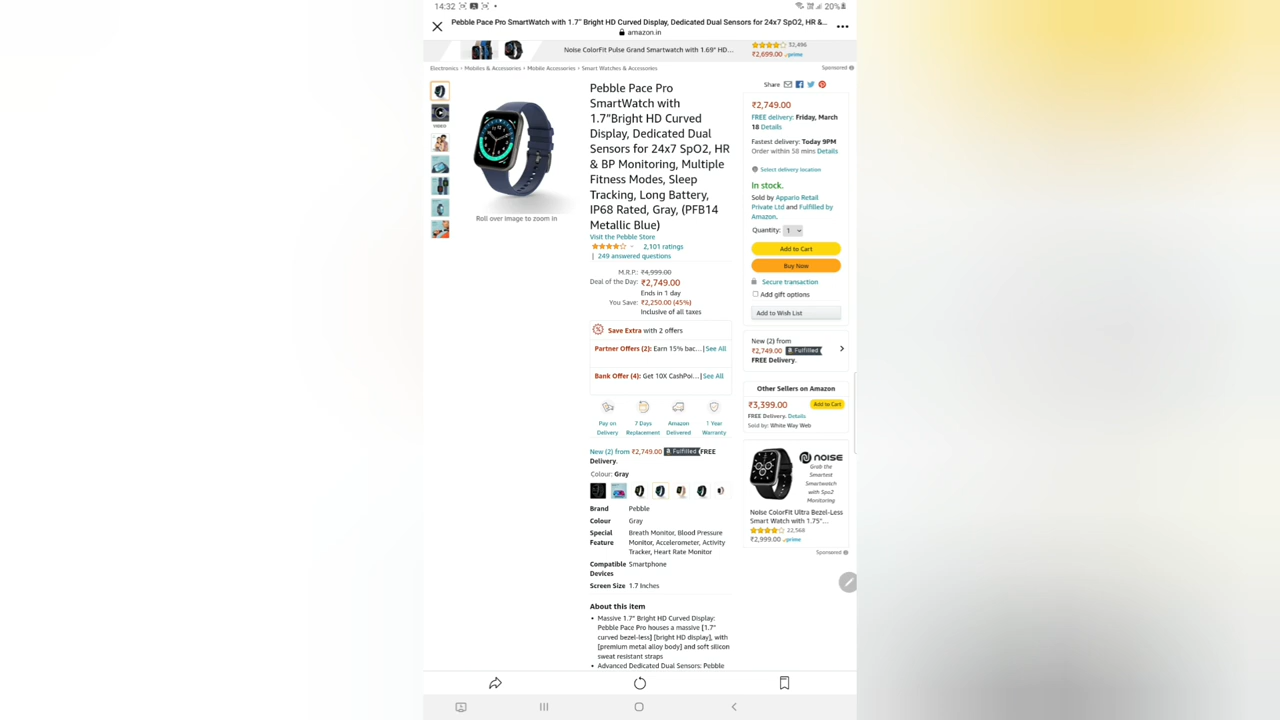 14:32
20%
Pebble Pace Pro SmartWatch with 1.7" Bright HD Curved Display, Dedicated Dual Sensors for 24x7 SpO2, HR &...
amazon.in
Noise ColorFit Pulse Grand Smartwatch with 1.69" HD...
32,496
₹2,699.00 prime
Electronics › Mobiles & Accessories › Mobile Accessories › Smart Watches & Accessories
Sponsored
VIDEO
Roll over image to zoom in
Pebble Pace Pro
SmartWatch with
1.7”Bright HD Curved
Display, Dedicated Dual
Sensors for 24x7 SpO2, HR
& BP Monitoring, Multiple
Fitness Modes, Sleep
Tracking, Long Battery,
IP68 Rated, Gray, (PFB14
Metallic Blue)
Visit the Pebble Store
2,101 ratings
| 249 answered questions
M.R.P.: ₹4,999.00
Deal of the Day: ₹2,749.00
Ends in 1 day
You Save: ₹2,250.00 (45%)
Inclusive of all taxes
Save Extra with 2 offers
Partner Offers (2): Earn 15% bac... | See All
Bank Offer (4): Get 10X CashPoi... | See All
Pay on
Delivery
7 Days
Replacement
Amazon
Delivered
1 Year
Warranty
New (2) from ₹2,749.00 Fulfilled FREE
Delivery.
Colour: Gray
Brand Pebble
Colour Gray
Special Breath Monitor, Blood Pressure
Feature Monitor, Accelerometer, Activity
Tracker, Heart Rate Monitor
Compatible Smartphone
Devices
Screen Size 1.7 Inches
About this item
• Massive 1.7" Bright HD Curved Display:
Pebble Pace Pro houses a massive [1.7"
curved bezel-less] [bright HD display], with
[premium metal alloy body] and soft silicon
sweat resistant straps
• Advanced Dedicated Dual Sensors: Pebble
Share
₹2,749.00
FREE delivery: Friday, March
18 Details
Fastest delivery: Today 9PM
Order within 58 mins Details
Select delivery location
In stock.
Sold by Appario Retail
Private Ltd and Fulfilled by
Amazon.
Quantity: 1
Add to Cart
Buy Now
Secure transaction
Add gift options
Add to Wish List
New (2) from
₹2,749.00 Fulfilled
FREE Delivery.
Other Sellers on Amazon
₹3,399.00 Add to Cart
FREE Delivery. Details
Sold by: White Way Web
NOISE
Grab the
Smartest
Smartwatch
with Spo2
Monitoring
Noise ColorFit Ultra Bezel-Less
Smart Watch with 1.75"...
22,568
₹2,999.00 prime
Sponsored